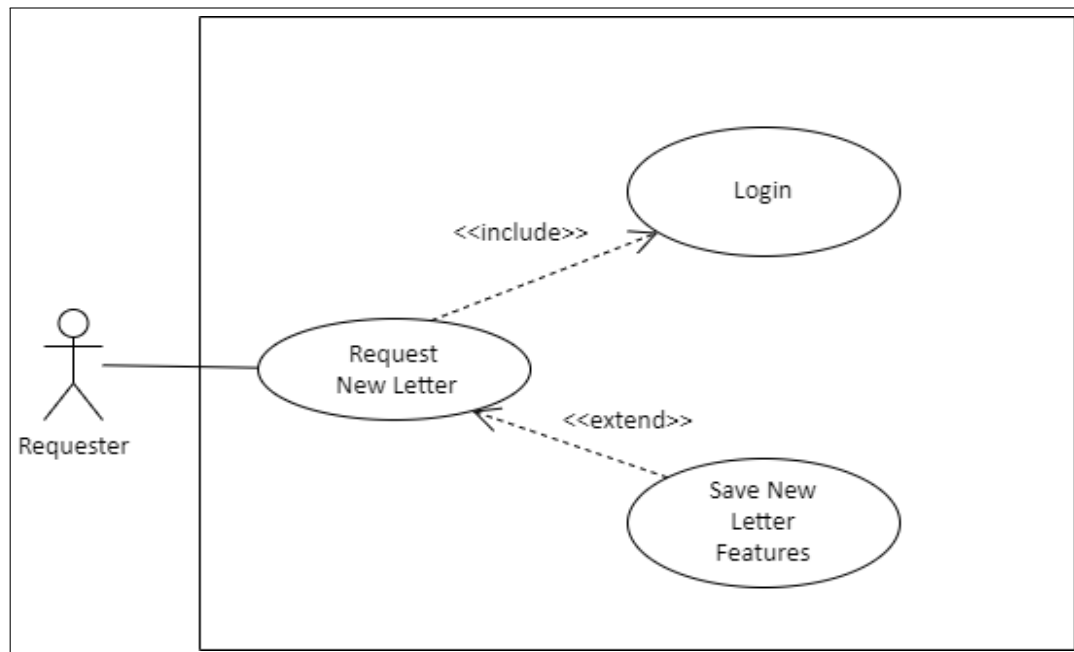 Login
<<include>>
Request
New Letter
<<extend>>
Requester
Save New
Letter
Features